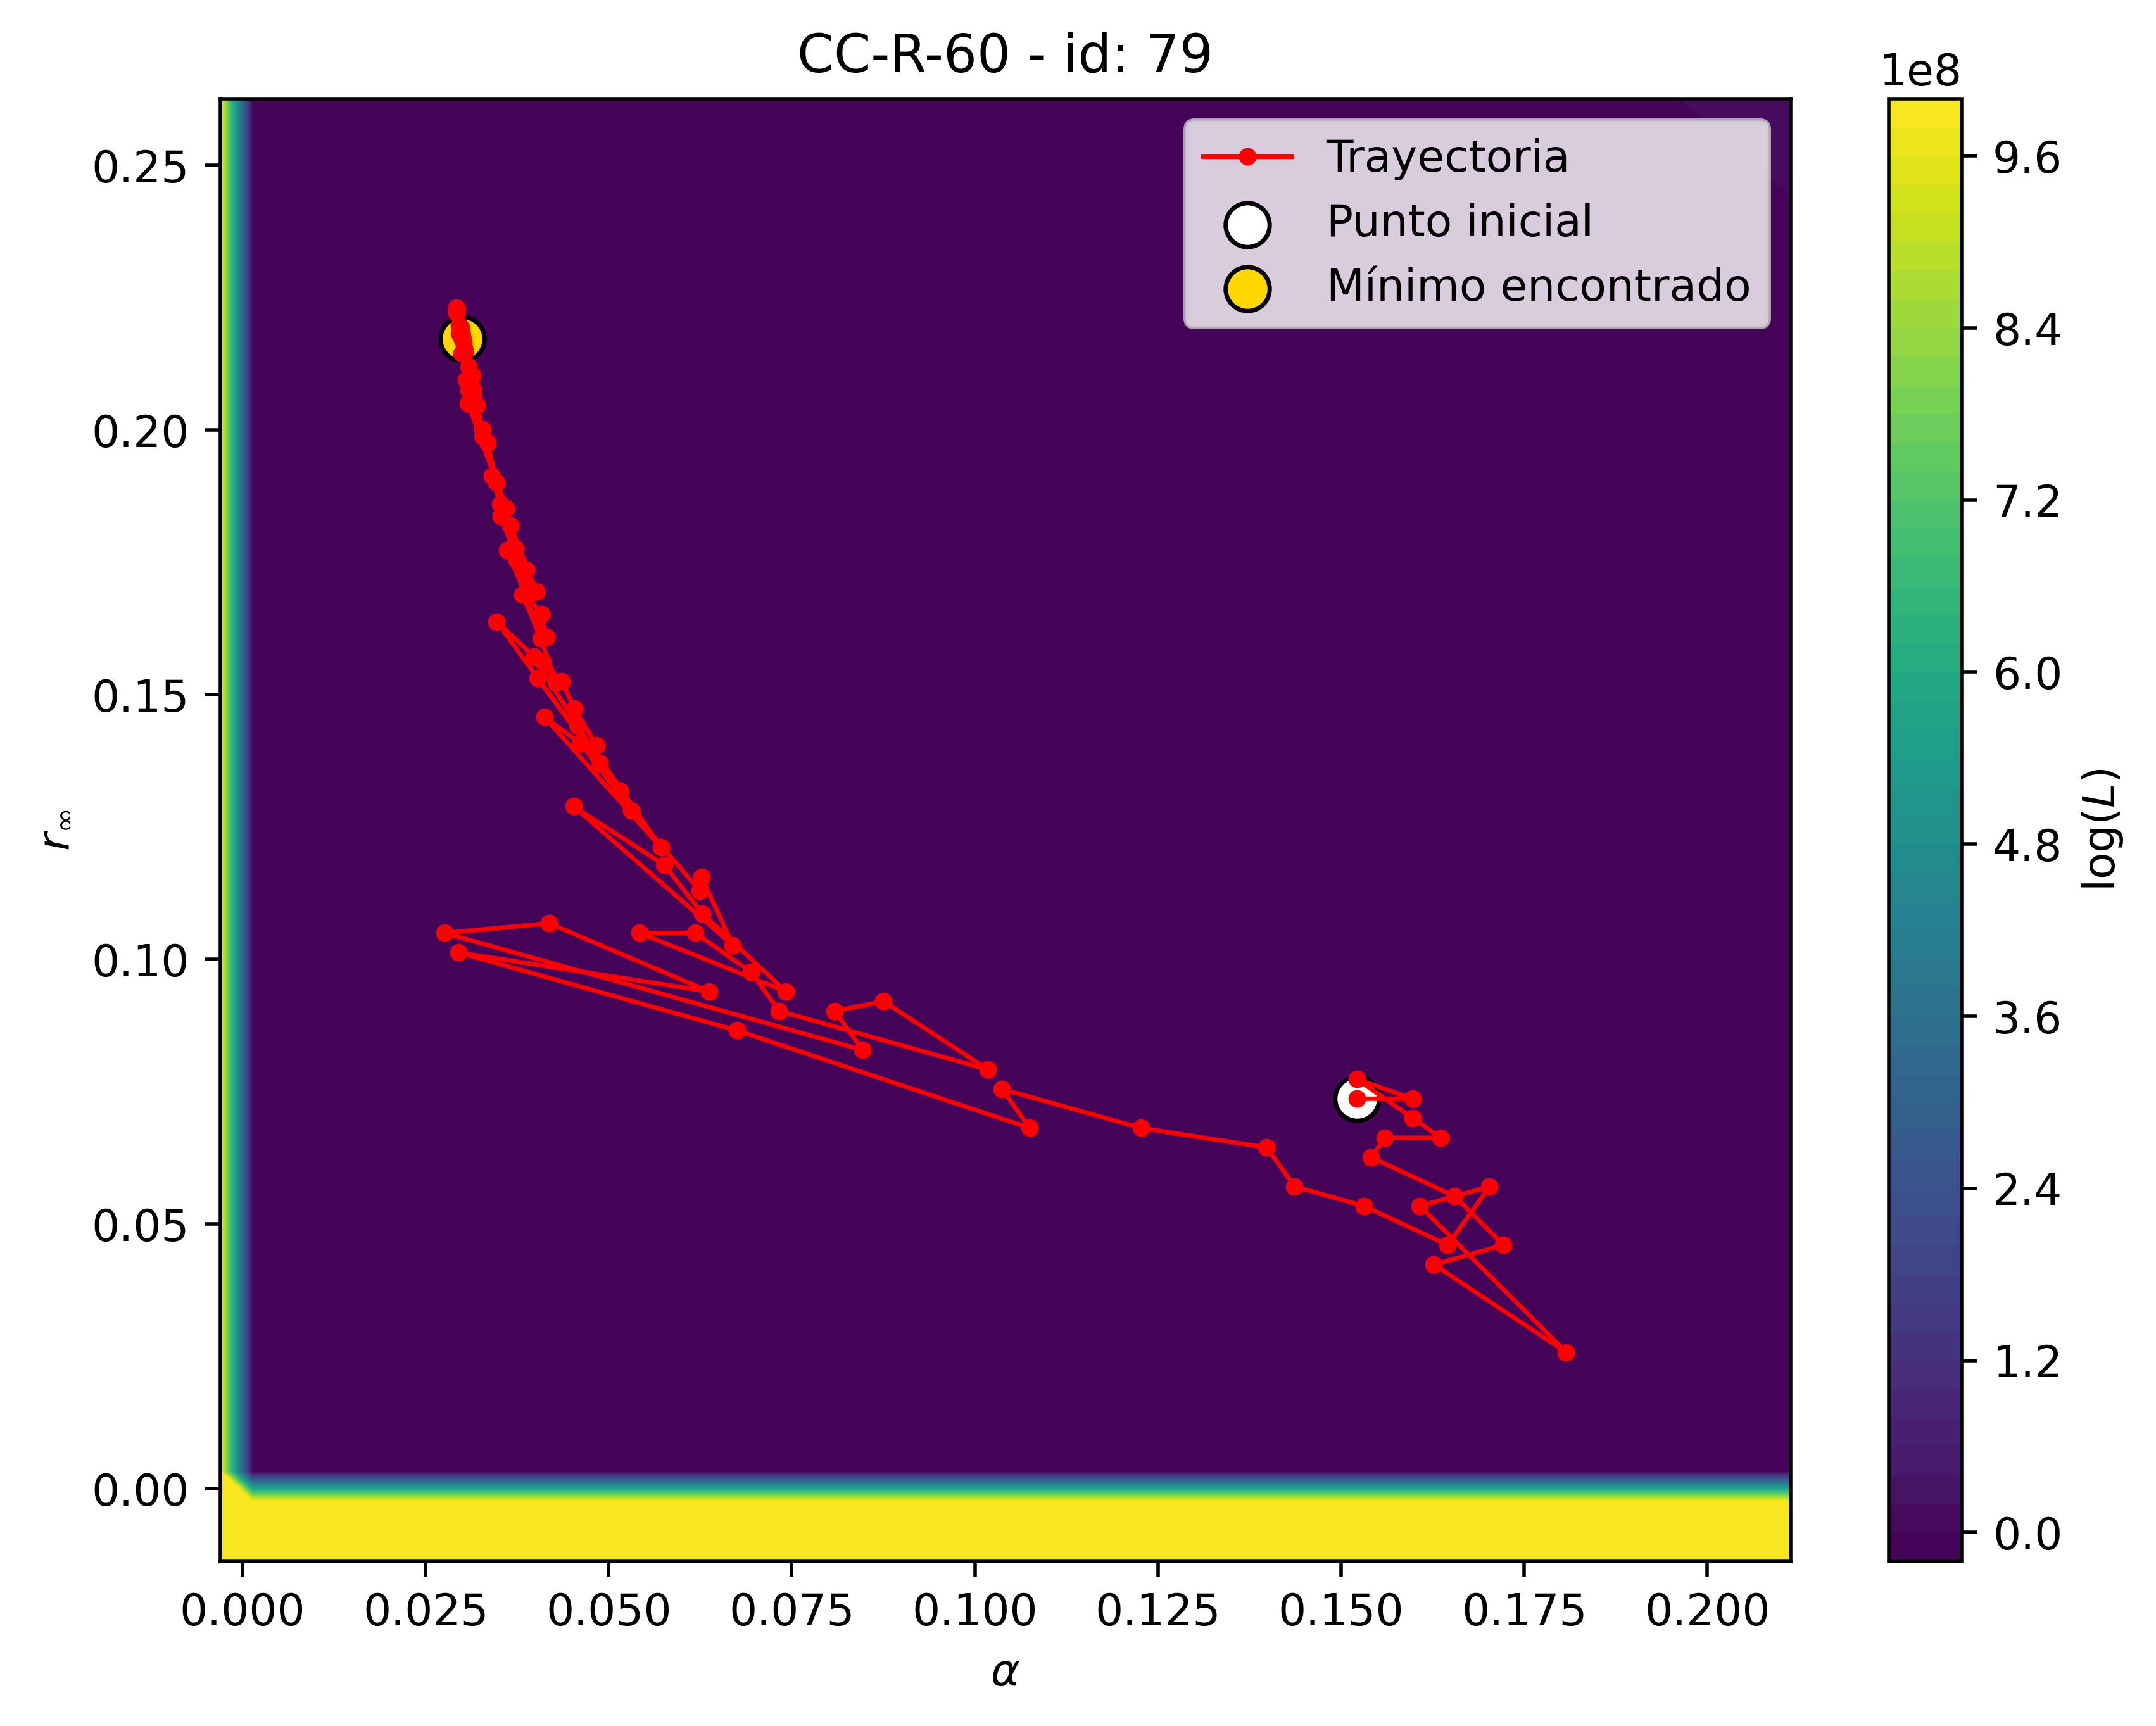 CC-R-60 - id: 79
1e8
Trayectoria
Punto inicial
Mínimo encontrado
0.25
0.20
0.15
0.10
0.05
0.00
r∞
0.000 0.025 0.050 0.075 0.100 0.125 0.150 0.175 0.200
α
9.6
8.4
7.2
6.0
4.8
3.6
2.4
1.2
0.0
log(L)